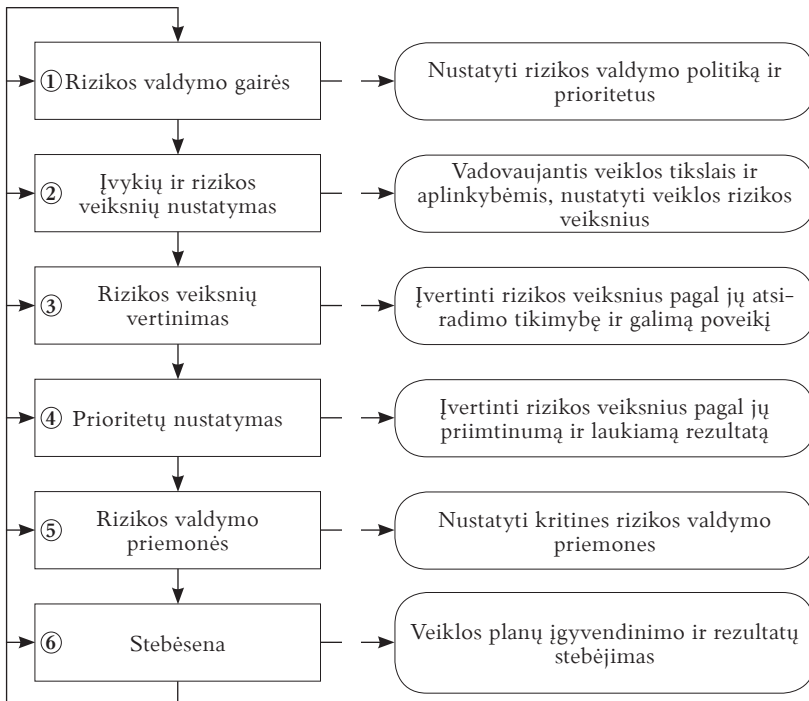 ① Rizikos valdymo gairės
Nustatyti rizikos valdymo politiką ir
prioritetus
② Įvykių ir rizikos
veiksnių nustatymas
Vadovaujantis veiklos tikslais ir
aplinkybėmis, nustatyti veiklos rizikos
veiksnius
③ Rizikos veiksnių
vertinimas
Įvertinti rizikos veiksnius pagal jų atsi-
radimo tikimybę ir galimą poveikį
④ Prioritetų nustatymas
Įvertinti rizikos veiksnius pagal jų
priimtinumą ir laukiamą rezultatą
⑤ Rizikos valdymo
priemonės
Nustatyti kritines rizikos valdymo
priemones
⑥ Stebėsena
Veiklos planų įgyvendinimo ir rezultatų
stebėjimas